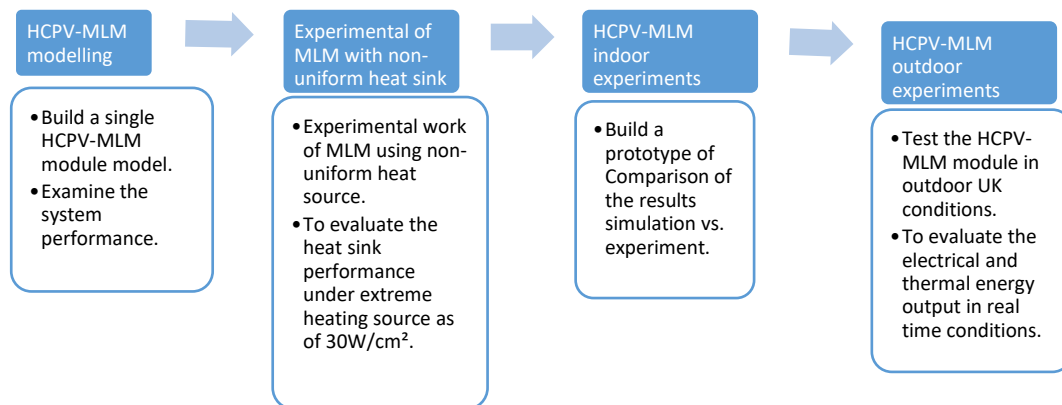 HCPV-MLM
modelling
•Build a single
HCPV-MLM
module model.
•Examine the
system
performance.
Experimental of
MLM with non-
uniform heat sink
•Experimental work
of MLM using non-
uniform heat
source.
•To evaluate the
heat sink
performance
under extreme
heating source as
of 30W/cm².
HCPV-MLM
indoor
experiments
•Build a
prototype of
Comparison of
the results
simulation vs.
experiment.
HCPV-MLM
outdoor
experiments
•Test the HCPV-
MLM module in
outdoor UK
conditions.
•To evaluate the
electrical and
thermal energy
output in real
time conditions.